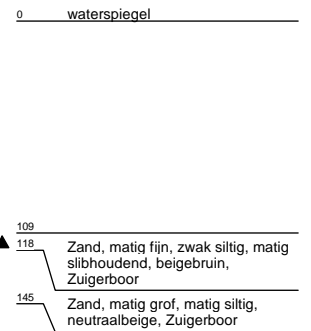 0 waterspiegel
109
118 Zand, matig fijn, zwak siltig, matig
slibhoudend, beigebruin,
Zuigerboor
145 Zand, matig grof, matig siltig,
neutraalbeige, Zuigerboor